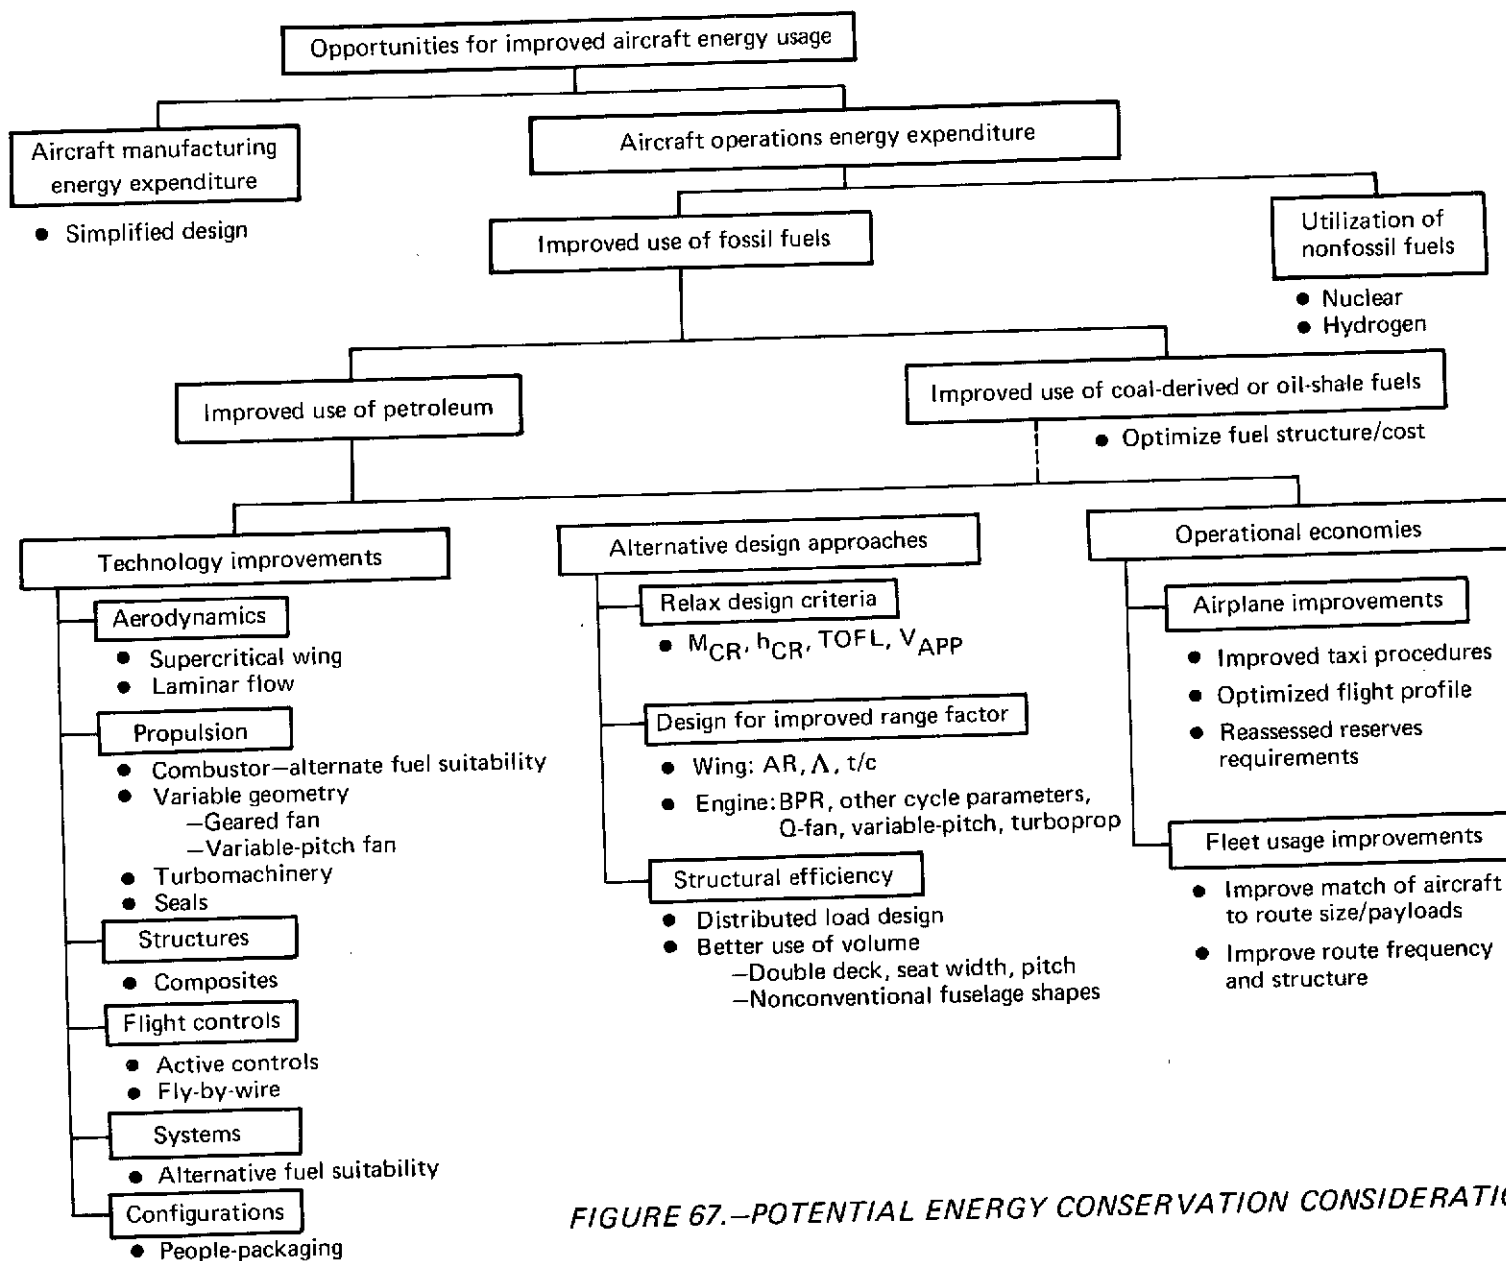 Opportunities for improved aircraft energy usage
Aircraft manufacturing
energy expenditure
• Simplified design
Aircraft operations energy expenditure
Improved use of fossil fuels
Utilization of
nonfossil fuels
• Nuclear
• Hydrogen
Improved use of petroleum
Improved use of coal-derived or oil-shale fuels
• Optimize fuel structure/cost
Technology improvements
Aerodynamics
• Supercritical wing
• Laminar flow
Propulsion
• Combustor—alternate fuel suitability
• Variable geometry
—Geared fan
—Variable-pitch fan
• Turbomachinery
• Seals
Structures
• Composites
Flight controls
• Active controls
• Fly-by-wire
Systems
• Alternative fuel suitability
Configurations
• People-packaging
Alternative design approaches
Relax design criteria
• MCR, hCR, TOFL, VAPP
Design for improved range factor
• Wing: AR, Λ, t/c
• Engine: BPR, other cycle parameters,
Q-fan, variable-pitch, turboprop
Structural efficiency
• Distributed load design
• Better use of volume
—Double deck, seat width, pitch
—Nonconventional fuselage shapes
Operational economies
Airplane improvements
• Improved taxi procedures
• Optimized flight profile
• Reassessed reserves
requirements
Fleet usage improvements
• Improve match of aircraft
to route size/payloads
• Improve route frequency
and structure
FIGURE 67.—POTENTIAL ENERGY CONSERVATION